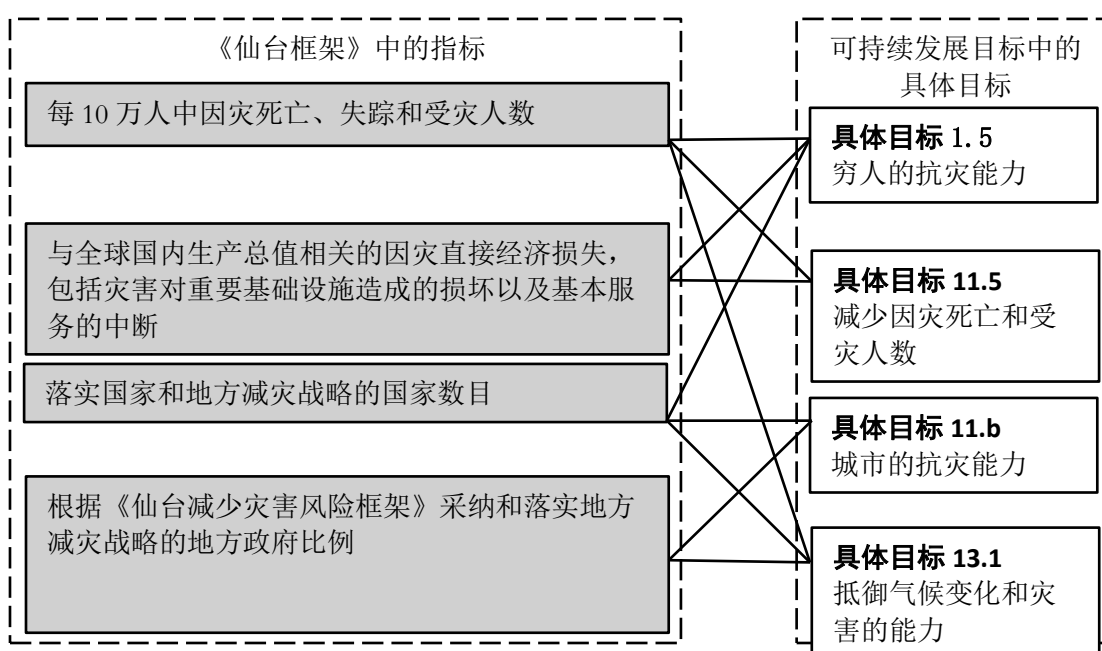 《仙台框架》中的指标
每 10 万人中因灾死亡、失踪和受灾人数
与全球国内生产总值相关的因灾直接经济损失，
包括灾害对重要基础设施造成的损坏以及基本服
务的中断
落实国家和地方减灾战略的国家数目
根据《仙台减少灾害风险框架》采纳和落实地方
减灾战略的地方政府比例
可持续发展目标中的
具体目标
具体目标 1.5
穷人的抗灾能力
具体目标 11.5
减少因灾死亡和受
灾人数
具体目标 11.b
城市的抗灾能力
具体目标 13.1
抵御气候变化和灾
害的能力